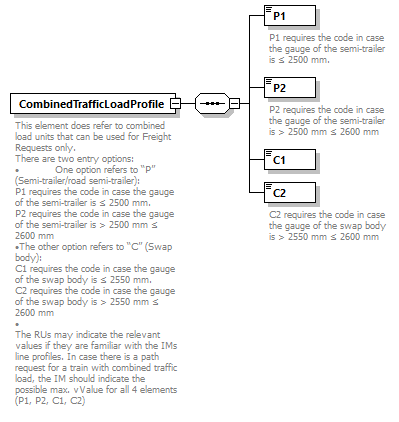 P1
P1 requires the code in case
the gauge of the semi-trailer
is ≤ 2500 mm.
P2
P2 requires the code in case
the gauge of the semi-trailer
is > 2500 mm ≤ 2600 mm
CombinedTrafficLoadProfile
This element does refer to combined
load units that can be used for Freight
Requests only.
There are two entry options:
• One option refers to “P”
(Semi-trailer/road semi-trailer):
P1 requires the code in case the gauge
of the semi-trailer is ≤ 2500 mm.
P2 requires the code in case the gauge
of the semi-trailer is > 2500 mm ≤
2600 mm
•The other option refers to “C” (Swap
body):
C1 requires the code in case the gauge
of the swap body is ≤ 2550 mm.
C2 requires the code in case the gauge
of the swap body is > 2550 mm ≤
2600 mm
•
The RUs may indicate the relevant
values if they are familiar with the IMs
line profiles. In case there is a path
request for a train with combined traffic
load, the IM should indicate the
possible max. vValue for all 4 elements
(P1, P2, C1, C2)
C1
C2
C2 requires the code in case
the gauge of the swap body
is > 2550 mm ≤ 2600 mm